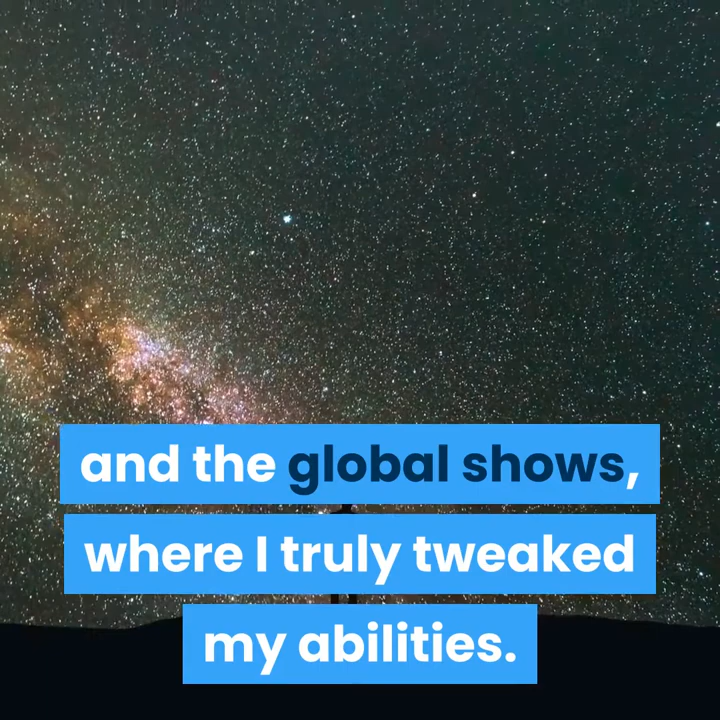 and the global shows,
where I truly tweaked
my abilities.